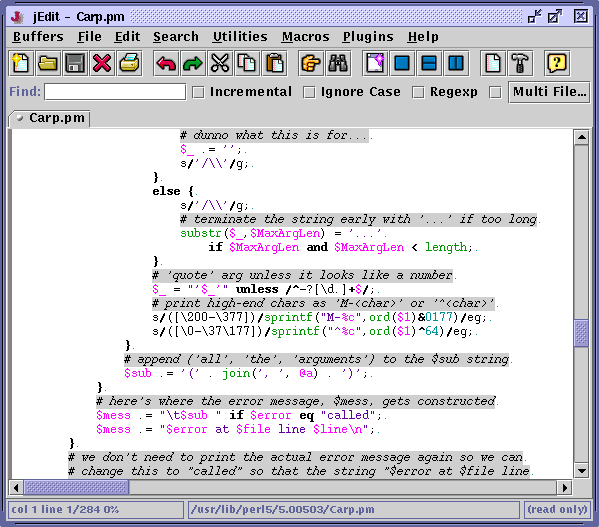 jEdit - Carp.pm
Buffers File Edit Search Utilities Macros Plugins Help
Find: Incremental Ignore Case Regexp Multi File...
Carp.pm
# dunno what this is for....
$_ .= '';.
s/'/\\'/g;.
}.
else {.
s/'/\\'/g;.
# terminate the string early with '...' if too long.
substr($_,$MaxArgLen) = '...'.
if $MaxArgLen and $MaxArgLen < length;.
}.
# 'quote' arg unless it looks like a number.
$_ = "'$_'" unless /^-?[\d.]+$/;.
# print high-end chars as 'M-<char>' or '^<char>'.
s/([\200-\377])/sprintf("M-%c",ord($1)&0177)/eg;.
s/([\0-\37\177])/sprintf("^%c",ord($1)^64)/eg;.
}.
# append ('all', 'the', 'arguments') to the $sub string.
$sub .= '(' . join(', ', @a) . ')';.
}.
# here's where the error message, $mess, gets constructed.
$mess .= "\t$sub " if $error eq "called";.
$mess .= "$error at $file line $line\n";.
}.
# we don't need to print the actual error message again so we can.
# change this to "called" so that the string "$error at $file line.
col 1 line 1/284 0% /usr/lib/perl5/5.00503/Carp.pm (read only)